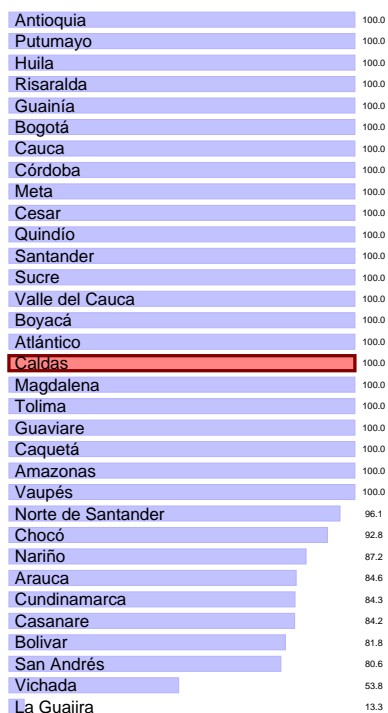 Antioquia 100.0
Putumayo 100.0
Huila 100.0
Risaralda 100.0
Guainía 100.0
Bogotá 100.0
Cauca 100.0
Córdoba 100.0
Meta 100.0
Cesar 100.0
Quindío 100.0
Santander 100.0
Sucre 100.0
Valle del Cauca 100.0
Boyacá 100.0
Atlántico 100.0
Caldas 100.0
Magdalena 100.0
Tolima 100.0
Guaviare 100.0
Caquetá 100.0
Amazonas 100.0
Vaupés 100.0
Norte de Santander 96.1
Chocó 92.8
Nariño 87.2
Arauca 84.6
Cundinamarca 84.3
Casanare 84.2
Bolivar 81.8
San Andrés 80.6
Vichada 53.8
La Guajira 13.3